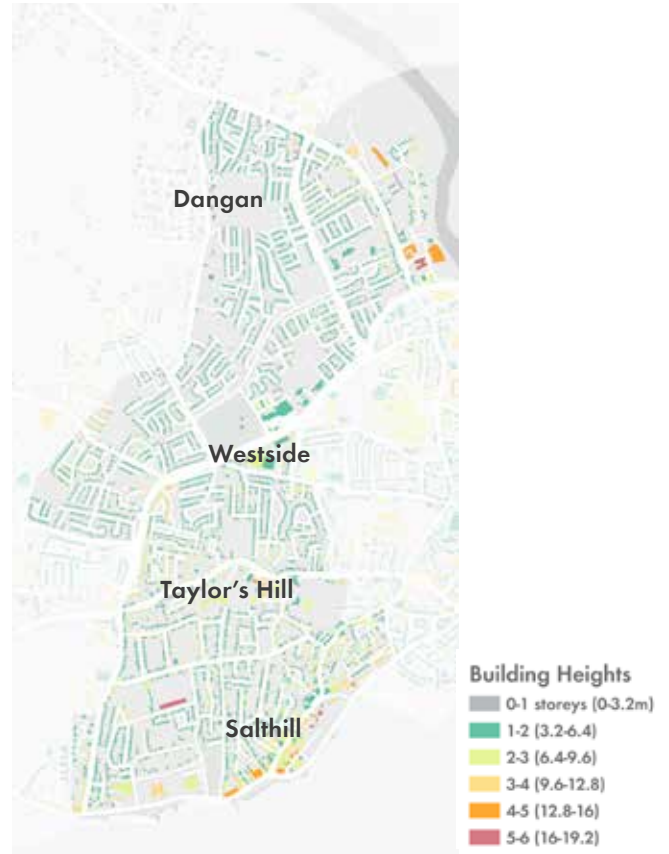 Dangan
Westside
Taylor's Hill
Salthill
Building Heights
0-1 storeys (0-3.2m)
1-2 (3.2-6.4)
2-3 (6.4-9.6)
3-4 (9.6-12.8)
4-5 (12.8-16)
5-6 (16-19.2)